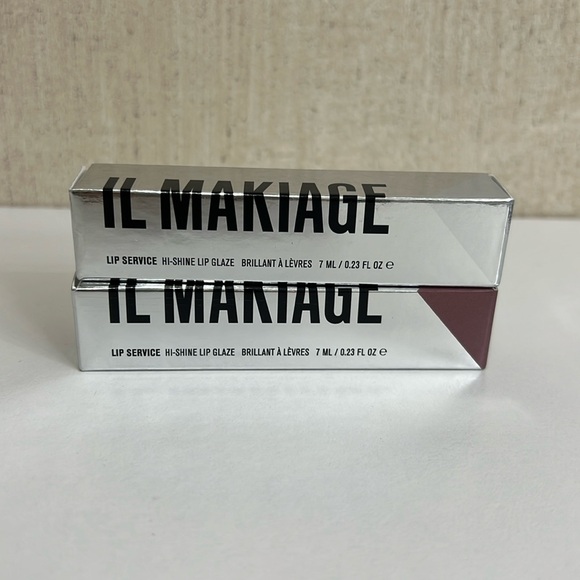 IL MAKIAGE
LIP SERVICE HI-SHINE LIP GLAZE BRILLANT À LÈVRES 7 ML / 0.23 FL OZ ℮
IL MAKIAGE
LIP SERVICE HI-SHINE LIP GLAZE BRILLANT À LÈVRES 7 ML / 0.23 FL OZ ℮